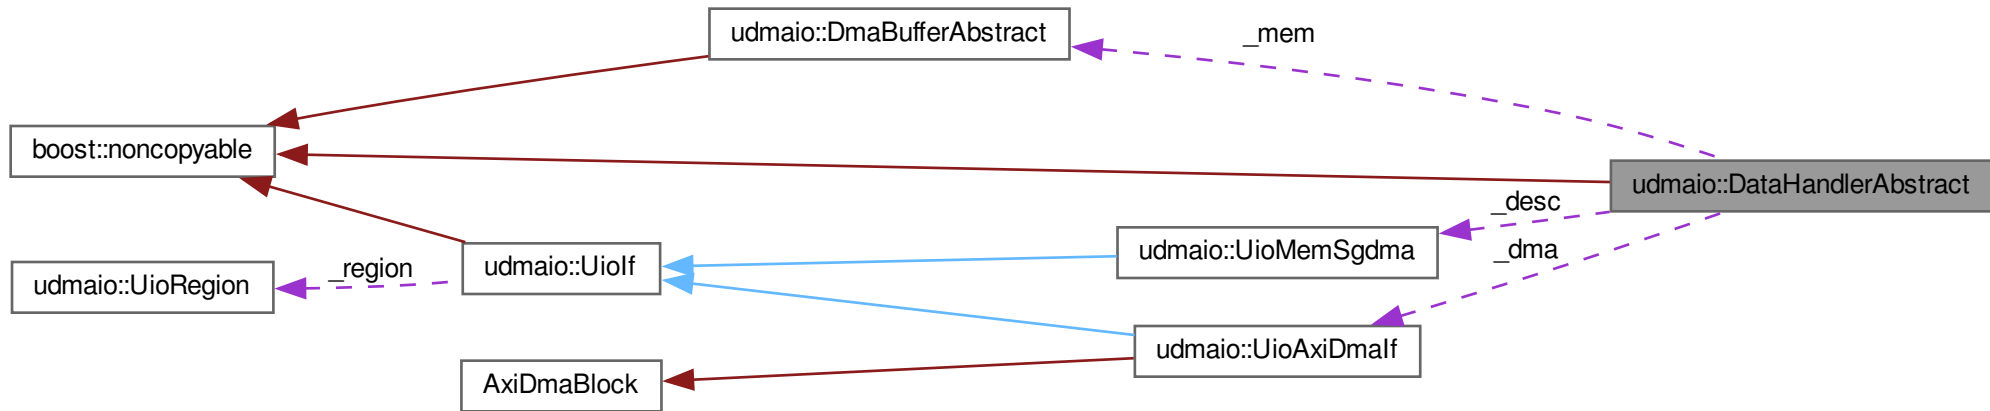 udmaio::DmaBufferAbstract
_mem
boost::noncopyable
udmaio::DataHandlerAbstract
_desc
udmaio::UioMemSgdma
_dma
udmaio::UioIf
_region
udmaio::UioRegion
udmaio::UioAxiDmaIf
AxiDmaBlock